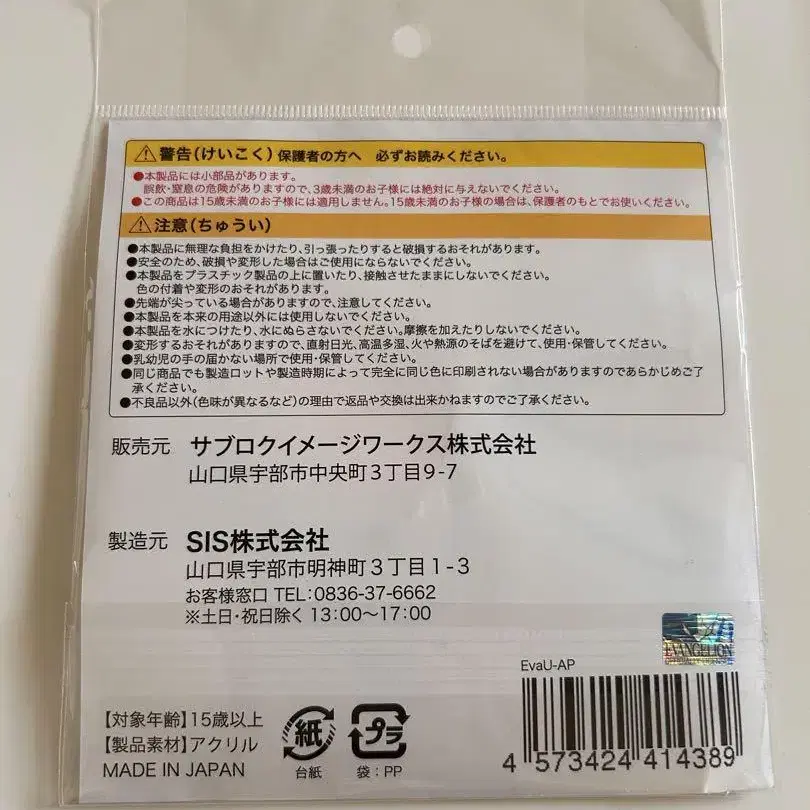 警告(けいこく) 保護者の方へ 必ずお読みください。
●本製品には小部品があります。
誤飲・窒息の危険がありますので、3歳未満のお子様には絶対に与えないでください。
●この商品は15歳未満のお子様には適用しません。15歳未満のお子様の場合は、保護者のもとでお使いください。
注意(ちゅうい)
●本製品に無理な負担をかけたり、引っ張ったりすると破損するおそれがあります。
●安全のため、破損や変形した場合はご使用にならないでください。
●本製品をプラスチック製品の上に置いたり、接触させたままにしないでください。
色の付着や変形のおそれがあります。
●先端が尖っている場合がありますので、注意してください。
●本製品を本来の用途以外には使用しないでください。
●本製品を水につけたり、水にぬらさないでください。摩擦を加えたりしないでください。
●変形するおそれがありますので、直射日光、高温多湿、火や熱源のそばを避けて、使用・保管してください。
●乳幼児の手の届かない場所で使用・保管してください。
●同じ商品でも製造ロットや製造時期によって完全に同じ色に印刷されない場合がありますのであらかじめご了
承ください。
●不良品以外(色味が異なるなど)の理由で返品や交換は出来かねますのでご了承ください。
販売元 サブロクイメージワークス株式会社
山口県宇部市中央町3丁目9-7
製造元 SIS株式会社
山口県宇部市明神町3丁目1-3
お客様窓口 TEL:0836-37-6662
※土日・祝日除く 13:00〜17:00
EVANGELION
EvaU-AP
【対象年齢】15歳以上
【製品素材】アクリル
MADE IN JAPAN
紙
台紙
プラ
袋:PP
4 573424 414389